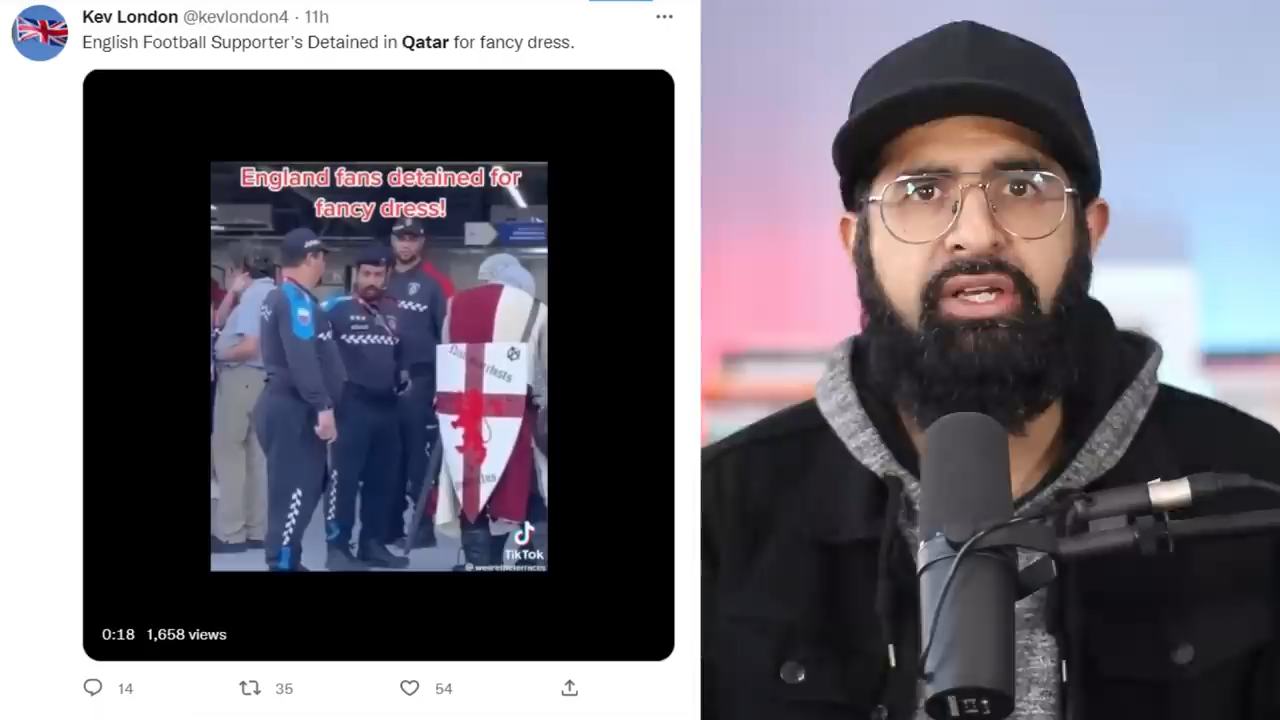 Kev London @kevlondon4 · 11h
English Football Supporter's Detained in Qatar for fancy dress.
England fans detained for
fancy dress!
TikTok
@wearetheterraces
0:18 1,658 views
14 35 54